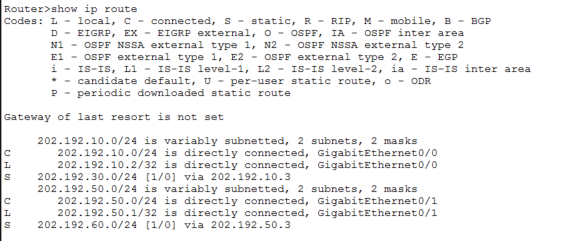 Router>show ip route
Codes: L - local, C - connected, S - static, R - RIP, M - mobile, B - BGP
       D - EIGRP, EX - EIGRP external, O - OSPF, IA - OSPF inter area
       N1 - OSPF NSSA external type 1, N2 - OSPF NSSA external type 2
       E1 - OSPF external type 1, E2 - OSPF external type 2, E - EGP
       i - IS-IS, L1 - IS-IS level-1, L2 - IS-IS level-2, ia - IS-IS inter area
       * - candidate default, U - per-user static route, o - ODR
       P - periodic downloaded static route

Gateway of last resort is not set

     202.192.10.0/24 is variably subnetted, 2 subnets, 2 masks
C       202.192.10.0/24 is directly connected, GigabitEthernet0/0
L       202.192.10.2/32 is directly connected, GigabitEthernet0/0
S    202.192.30.0/24 [1/0] via 202.192.10.3
     202.192.50.0/24 is variably subnetted, 2 subnets, 2 masks
C       202.192.50.0/24 is directly connected, GigabitEthernet0/1
L       202.192.50.1/32 is directly connected, GigabitEthernet0/1
S    202.192.60.0/24 [1/0] via 202.192.50.3